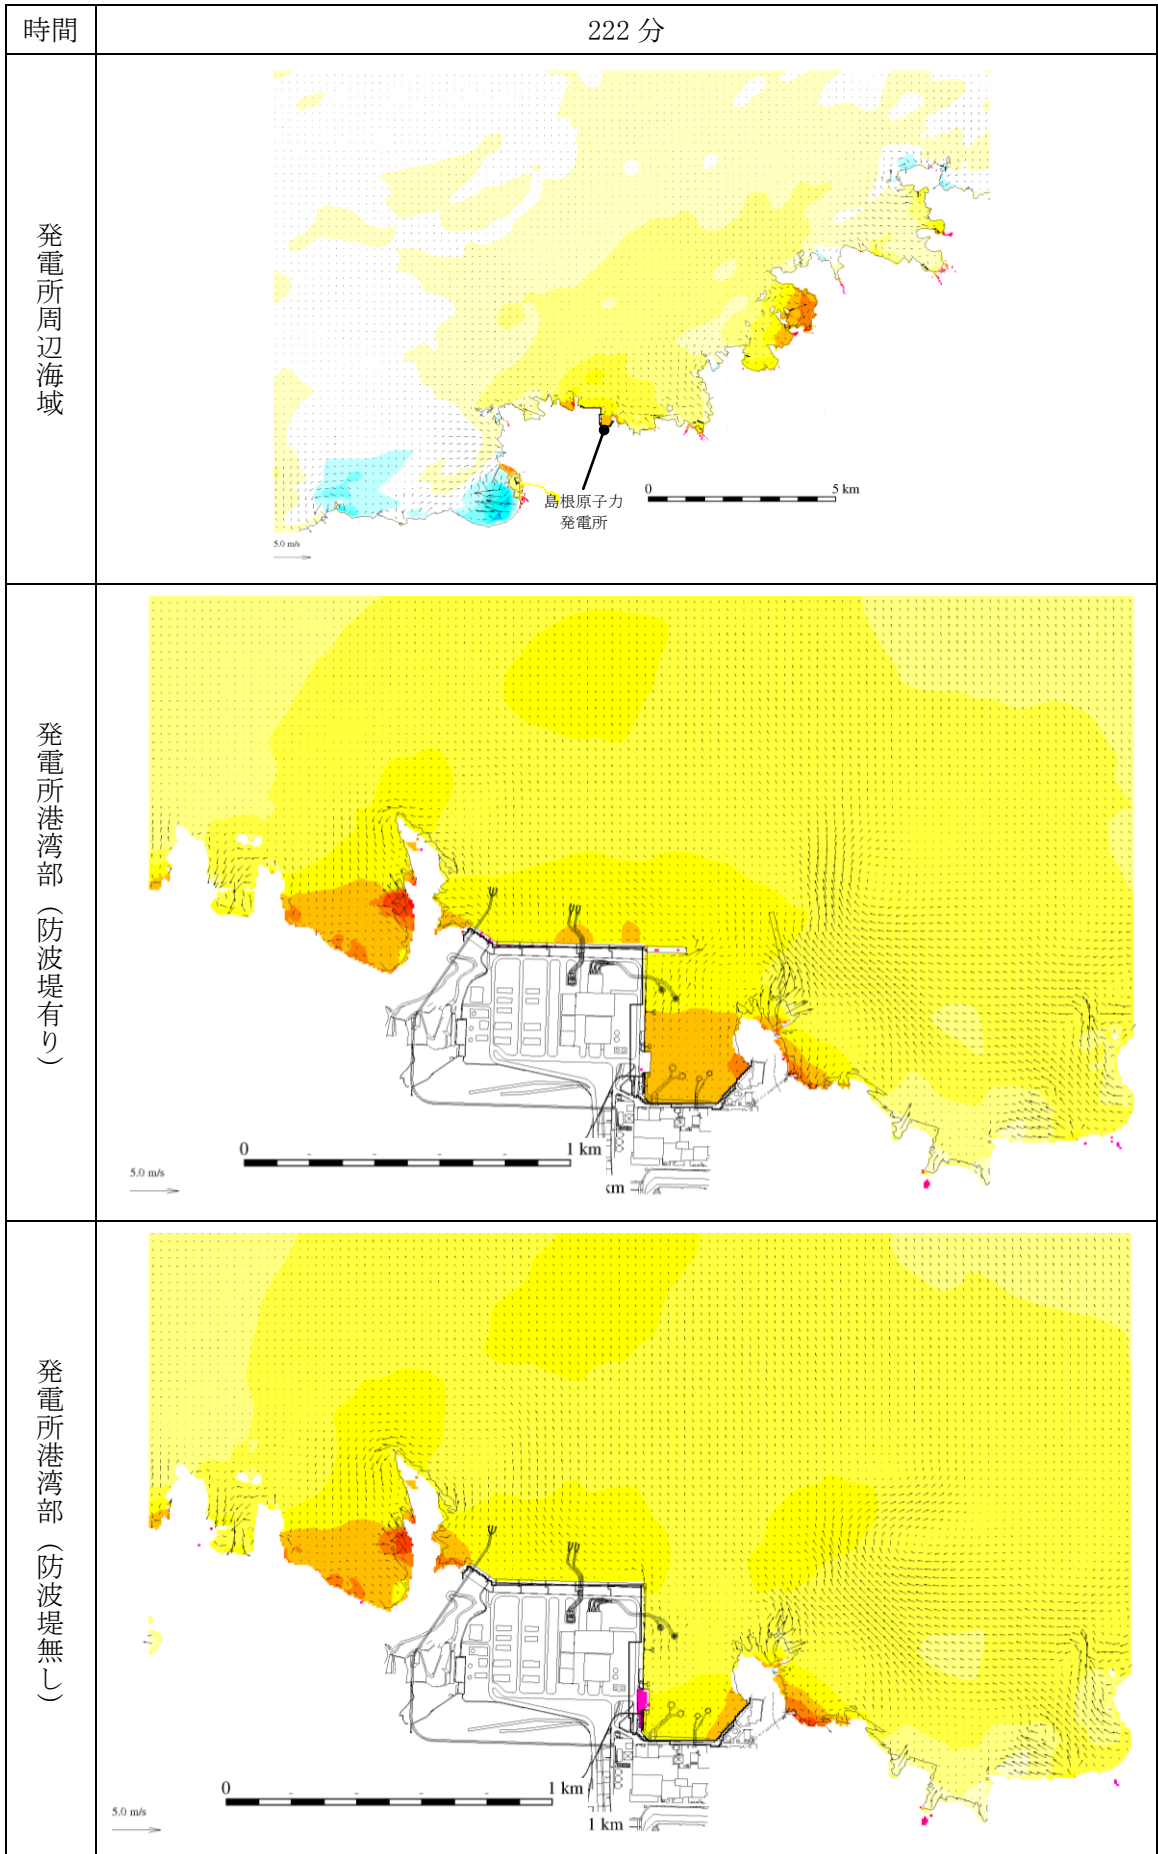 時間
222 分
発電所周辺海域
島根原子力
発電所
0
5 km
5.0 m/s
発電所港湾部（防波堤有り）
0
1 km
5.0 m/s
km
発電所港湾部（防波堤無し）
0
1 km
5.0 m/s
1 km